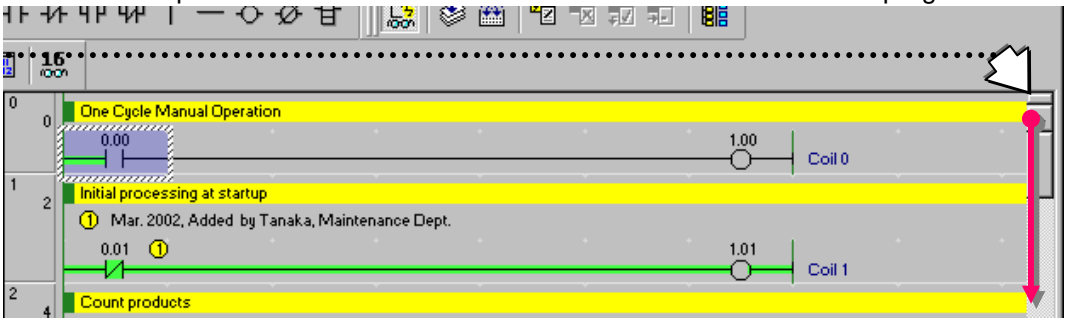 16
0 0 One Cycle Manual Operation
0.00 1.00
Coil 0
1 2 Initial processing at startup
1 Mar. 2002, Added by Tanaka, Maintenance Dept.
0.01 1 1.01
Coil 1
2 4 Count products